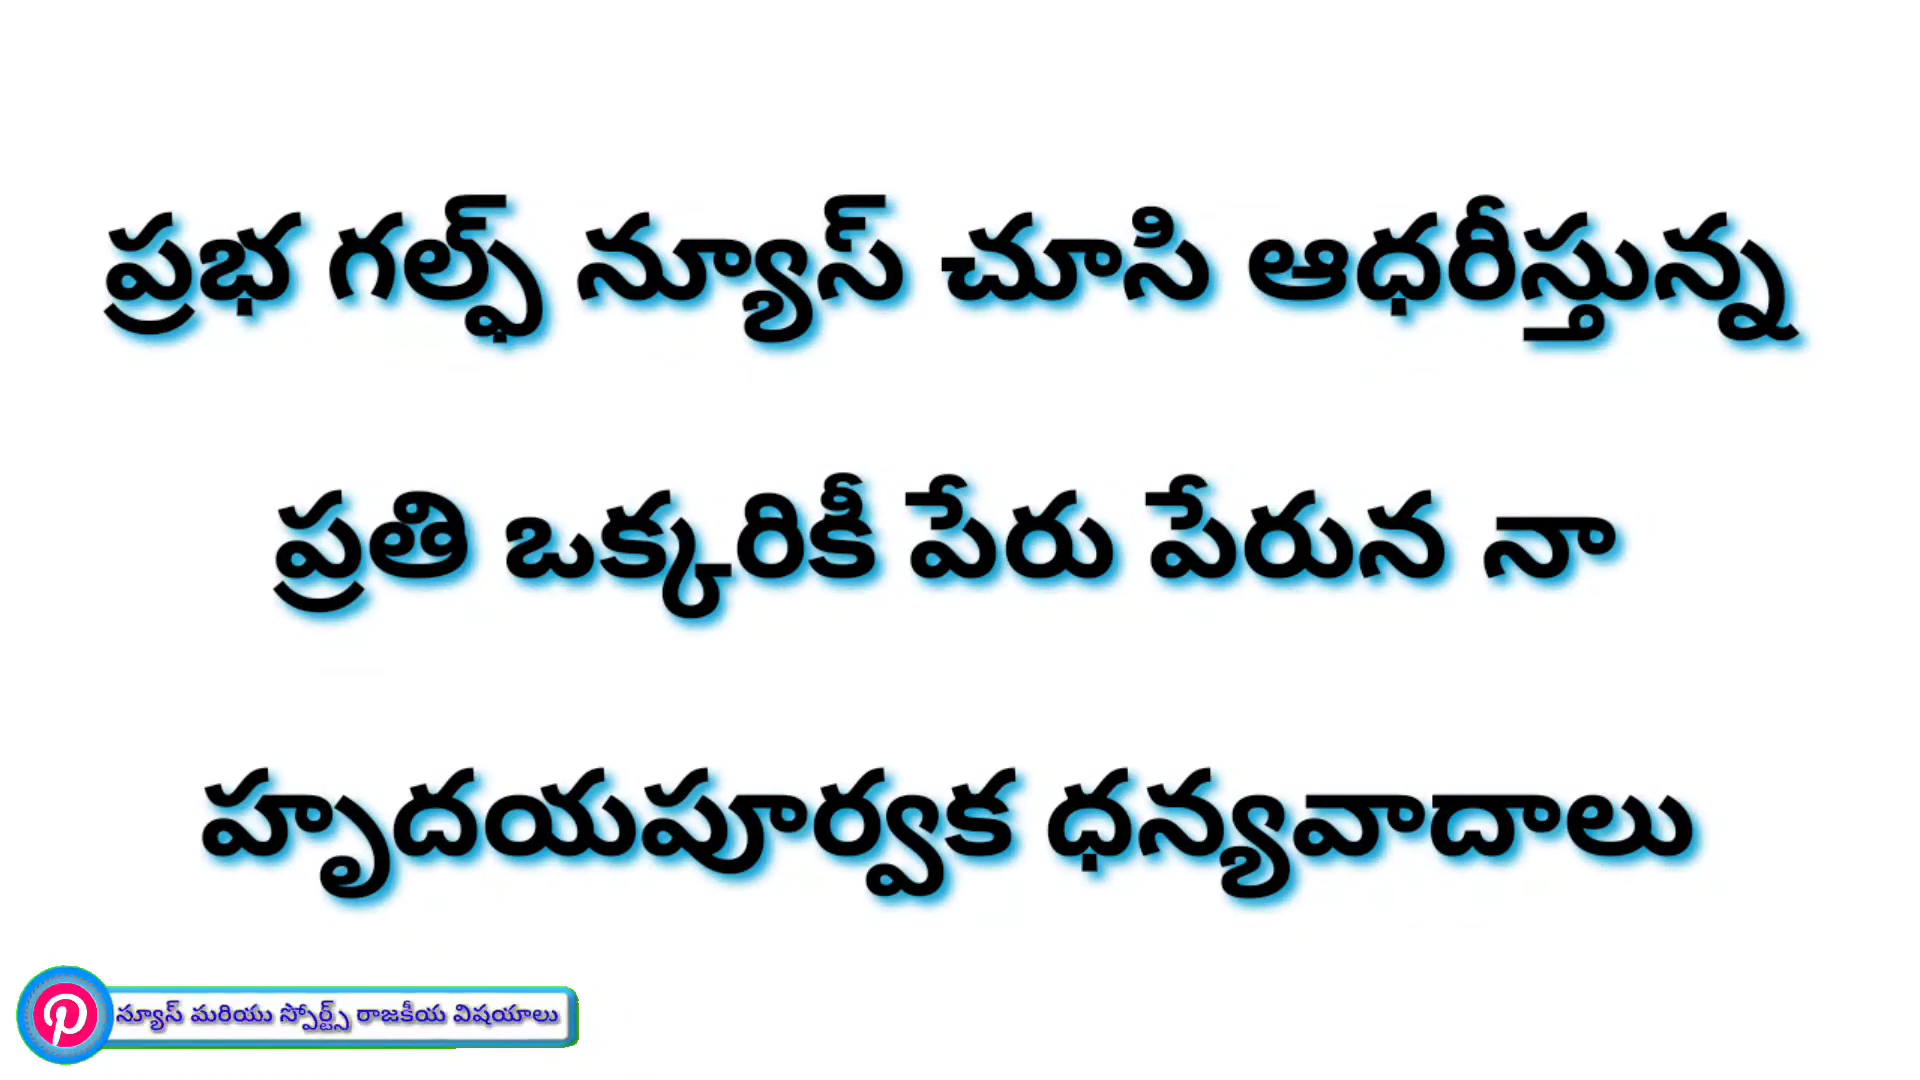 ప్రభ గల్ఫ్ న్యూస్ చూసి ఆధరీస్తున్న
ప్రతి ఒక్కరికీ పేరు పేరున నా
హృదయపూర్వక ధన్యవాదాలు
న్యూస్ మరియు స్పోర్ట్స్ రాజకీయ విషయాలు